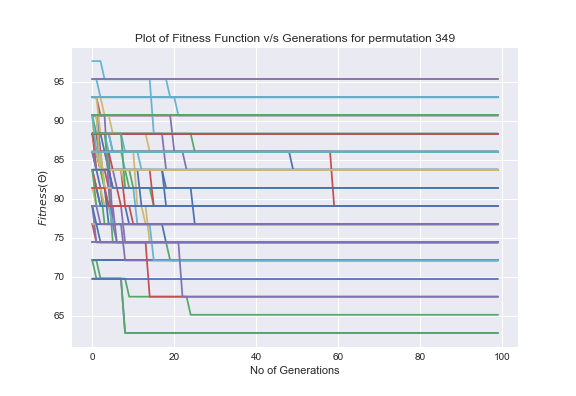 Plot of Fitness Function v/s Generations for permutation 349
Fitness(Θ)
95
90
85
80
75
70
65
0 20 40 60 80 100
No of Generations